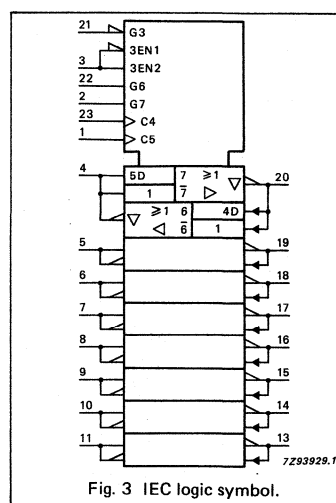 21 G3
3EN1
3 3EN2
22 G6
2 G7
23 C4
1 C5
4 5D 7 ≥1 20
1 7̅
≥1 6 4D
6̅ 1
5 19
6 18
7 17
8 16
9 15
10 14
11 13
7Z93929.1
Fig. 3 IEC logic symbol.